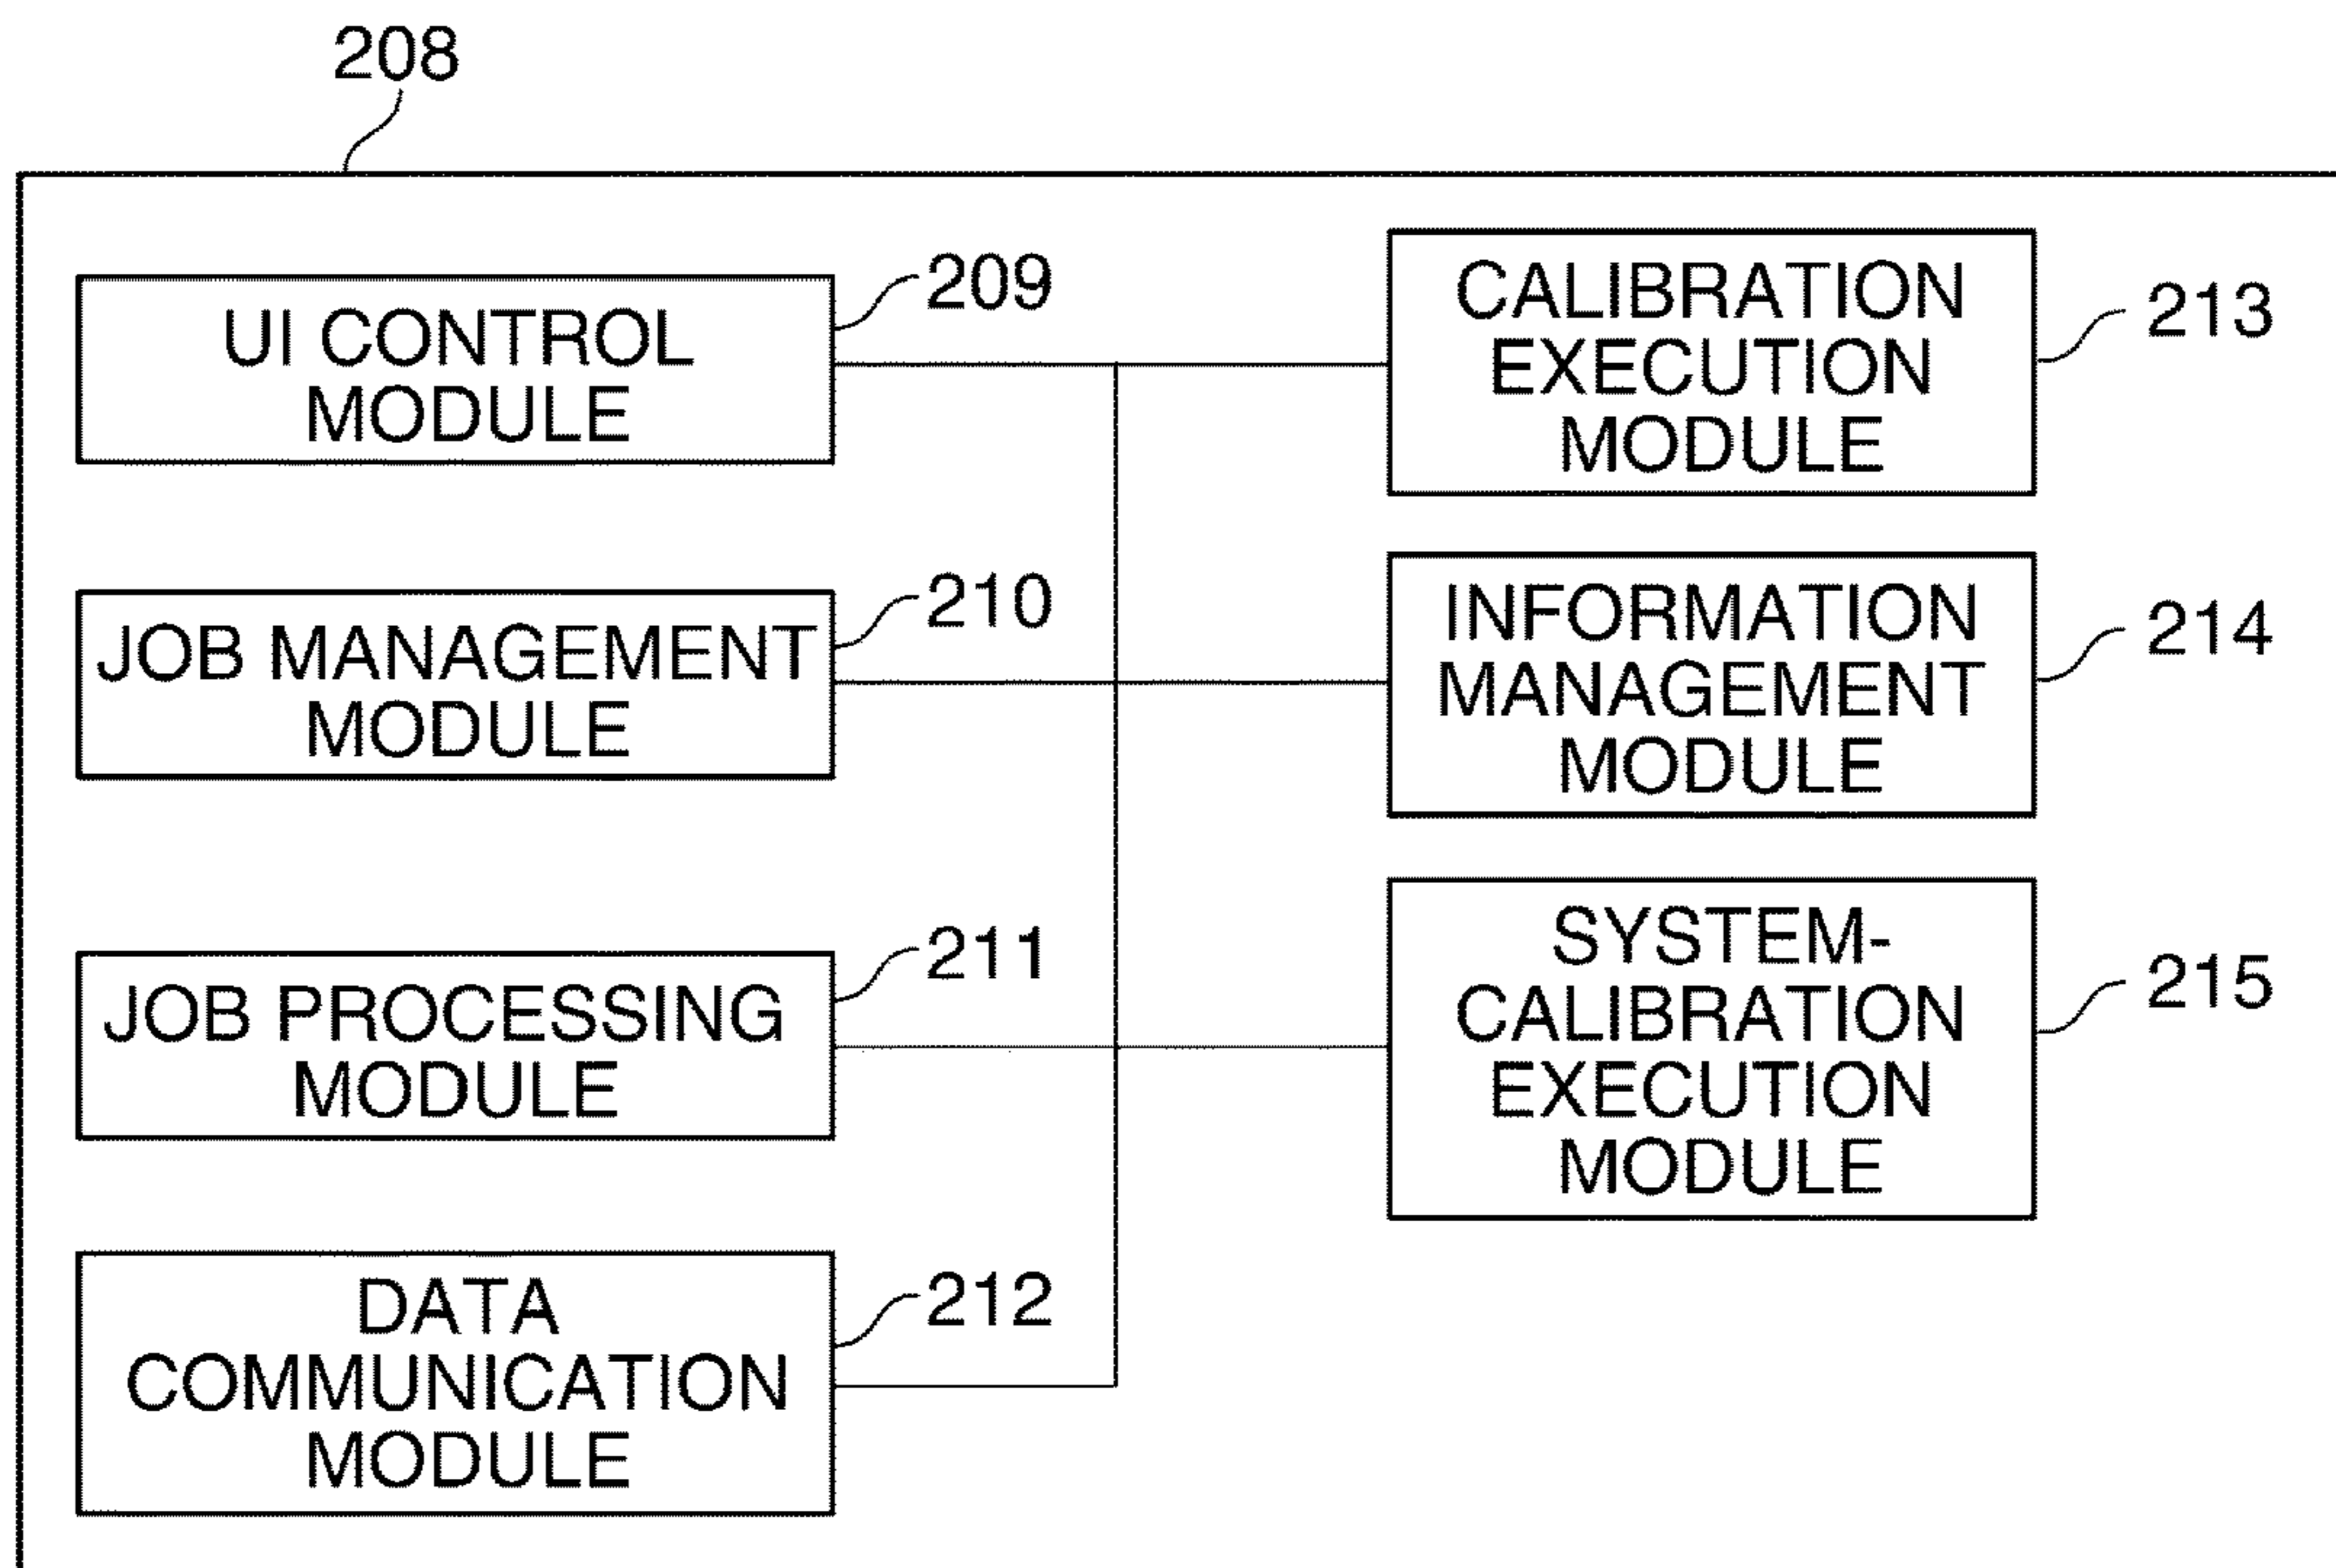 208
UI CONTROL
MODULE
209
JOB MANAGEMENT
MODULE
210
JOB PROCESSING
MODULE
211
DATA
COMMUNICATION
MODULE
212
CALIBRATION
EXECUTION
MODULE
213
INFORMATION
MANAGEMENT
MODULE
214
SYSTEM-
CALIBRATION
EXECUTION
MODULE
215